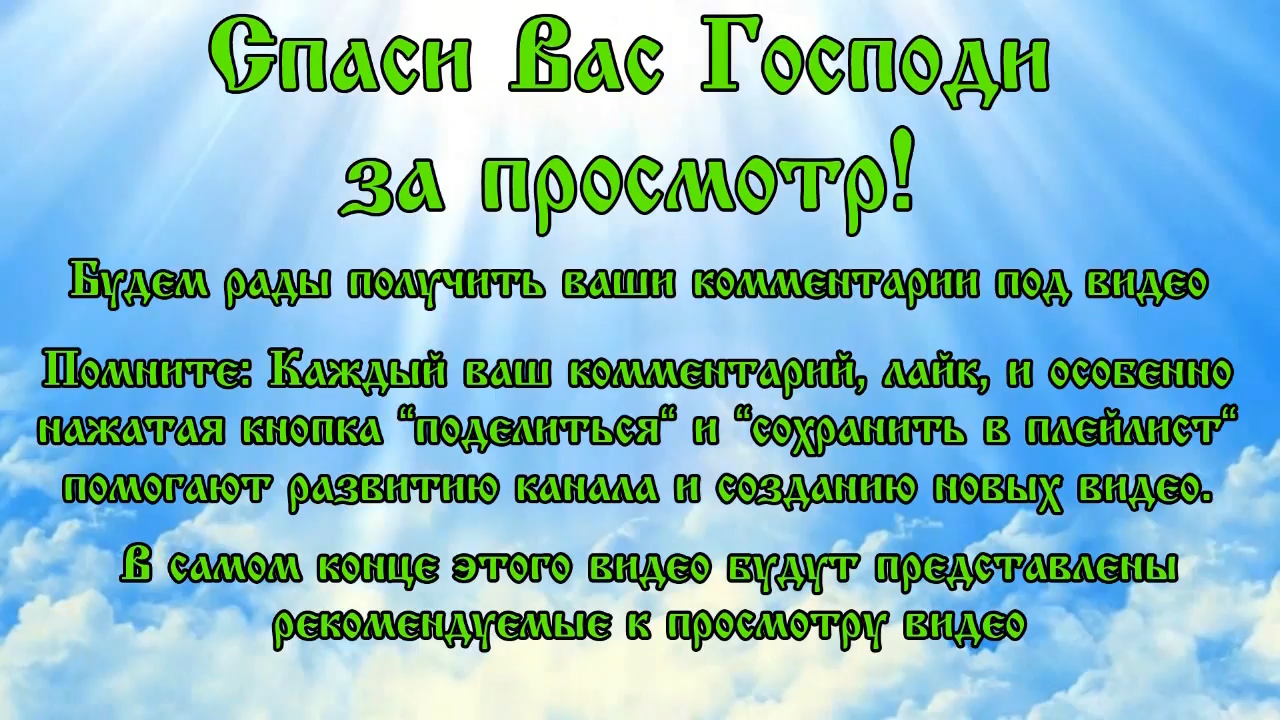 Спаси Вас Господи
за просмотр!
Будем рады получить ваши комментарии под видео
Помните: Каждый ваш комментарий, лайк, и особенно
нажатая кнопка “поделиться“ и “сохранить в плейлист“
помогают развитию канала и созданию новых видео.
В самом конце этого видео будут представлены
рекомендуемые к просмотру видео